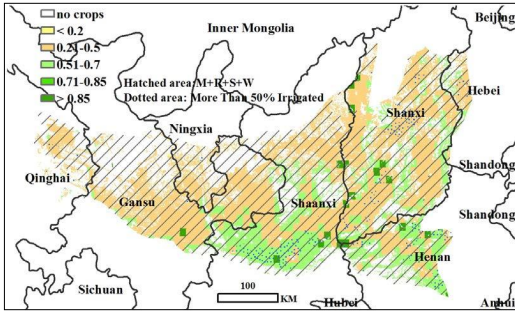 no crops
< 0.2
0.21-0.5
0.51-0.7
0.71-0.85
> 0.85
Inner Mongolia
Beijing
Hatched area:M+R+S+W
Dotted area: More Than 50% Irrigated
Hebei
Shanxi
Ningxia
Shandong
Qinghai
Gansu
Shaanxi
Shandong
Henan
Sichuan
100
KM
Hubei
Anhui